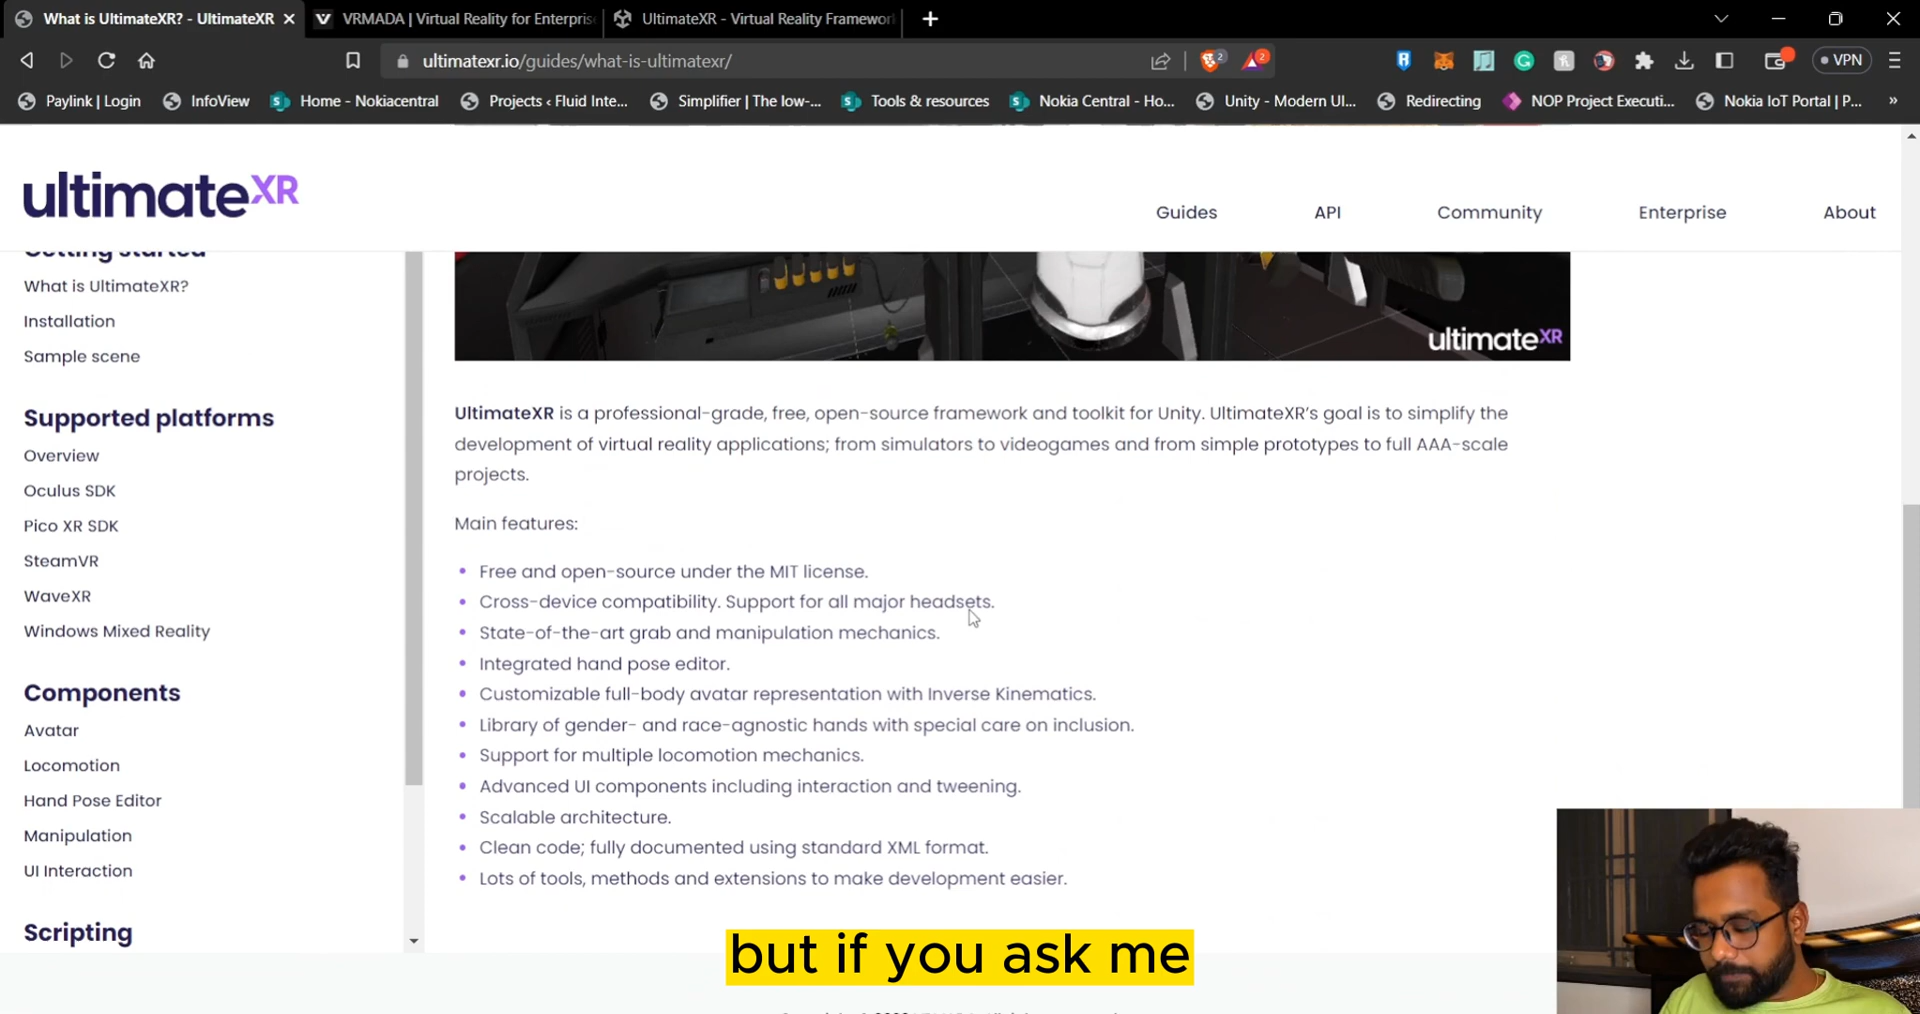 What is UltimateXR? - UltimateXR
VRMADA | Virtual Reality for Enterpris
UltimateXR - Virtual Reality Framewor
ultimatexr.io/guides/what-is-ultimatexr/
2
2
VPN
Paylink | Login
InfoView
Home - Nokiacentral
Projects ‹ Fluid Inte...
Simplifier | The low-...
Tools & resources
Nokia Central - Ho...
Unity - Modern UI...
Redirecting
NOP Project Executi...
Nokia IoT Portal | P...
»
ultimateXR
Guides
API
Community
Enterprise
About
Getting started
What is UltimateXR?
Installation
Sample scene
Supported platforms
Overview
Oculus SDK
Pico XR SDK
SteamVR
WaveXR
Windows Mixed Reality
Components
Avatar
Locomotion
Hand Pose Editor
Manipulation
UI Interaction
Scripting
ultimateXR
UltimateXR is a professional-grade, free, open-source framework and toolkit for Unity. UltimateXR's goal is to simplify the
development of virtual reality applications; from simulators to videogames and from simple prototypes to full AAA-scale
projects.
Main features:
• Free and open-source under the MIT license.
• Cross-device compatibility. Support for all major headsets.
• State-of-the-art grab and manipulation mechanics.
• Integrated hand pose editor.
• Customizable full-body avatar representation with Inverse Kinematics.
• Library of gender- and race-agnostic hands with special care on inclusion.
• Support for multiple locomotion mechanics.
• Advanced UI components including interaction and tweening.
• Scalable architecture.
• Clean code; fully documented using standard XML format.
• Lots of tools, methods and extensions to make development easier.
but if you ask me